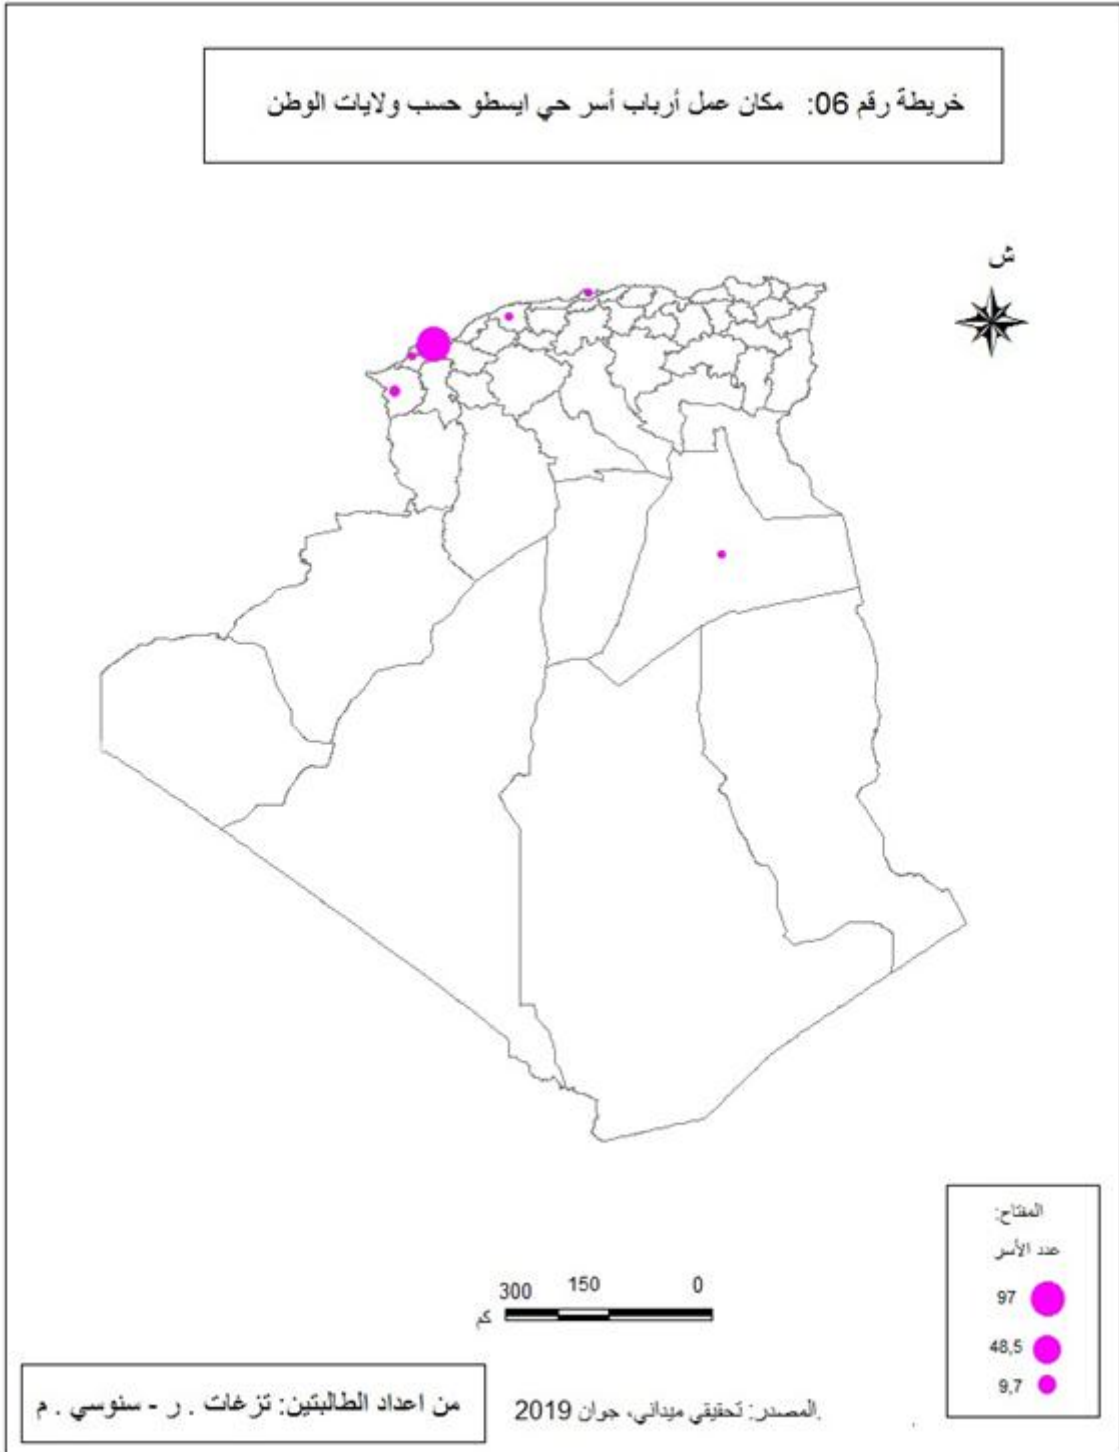 خريطة رقم 06: مكان عمل أرباب أسر حي ايسطو حسب ولايات الوطن
ش
المفتاح:
عدد الأسر
97
48,5
9,7
300 150 0
كم
المصدر: تحقيقي ميداني، جوان 2019.
من اعداد الطالبتين: تزغات . ر - سنوسي . م